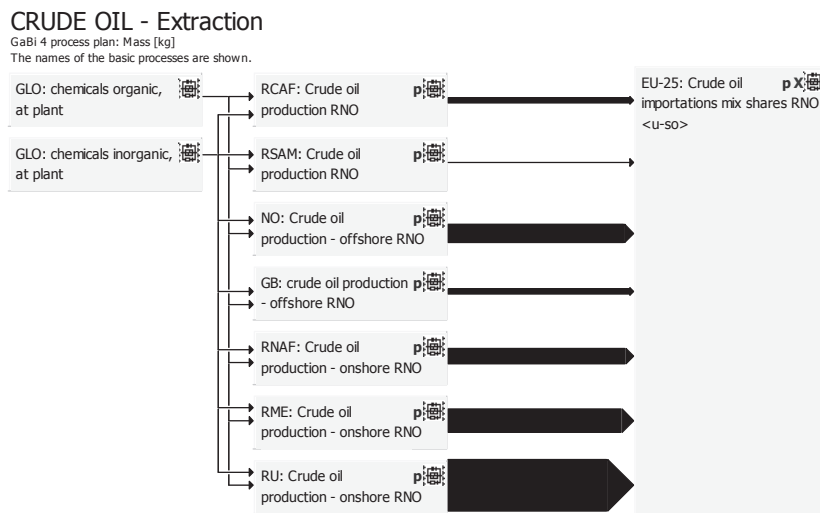 CRUDE OIL - Extraction
GaBi 4 process plan: Mass [kg]
The names of the basic processes are shown.
GLO: chemicals organic,
at plant
GLO: chemicals inorganic,
at plant
RCAF: Crude oil p
production RNO
RSAM: Crude oil p
production RNO
NO: Crude oil p
production - offshore RNO
GB: crude oil production p
- offshore RNO
RNAF: Crude oil p
production - onshore RNO
RME: Crude oil p
production - onshore RNO
RU: Crude oil p
production - onshore RNO
EU-25: Crude oil p X
importations mix shares RNO
<u-so>